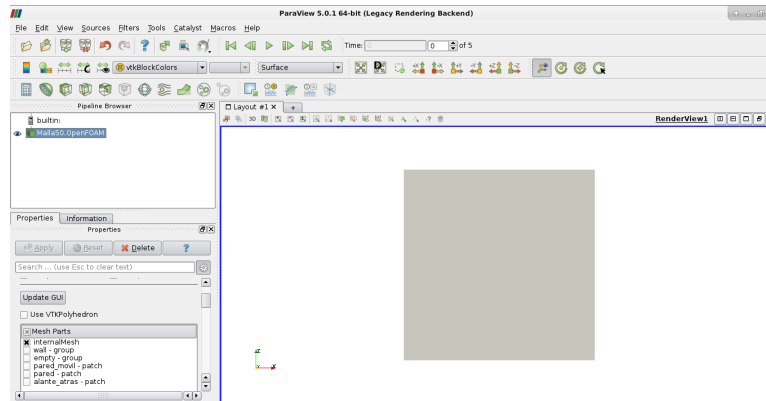 ParaView 5.0.1 64-bit (Legacy Rendering Backend)
File Edit View Sources Filters Tools Catalyst Macros Help
Time: 0 0 of 5
vtkBlockColors Surface
Pipeline Browser
builtin:
Malla50.OpenFOAM
Layout #1
3D
RenderView1
Properties Information
Properties
Apply Reset Delete ?
Search ... (use Esc to clear text)
Update GUI
Use VTKPolyhedron
Mesh Parts
internalMesh
wall - group
empty - group
pared_movil - patch
pared - patch
alante_atras - patch